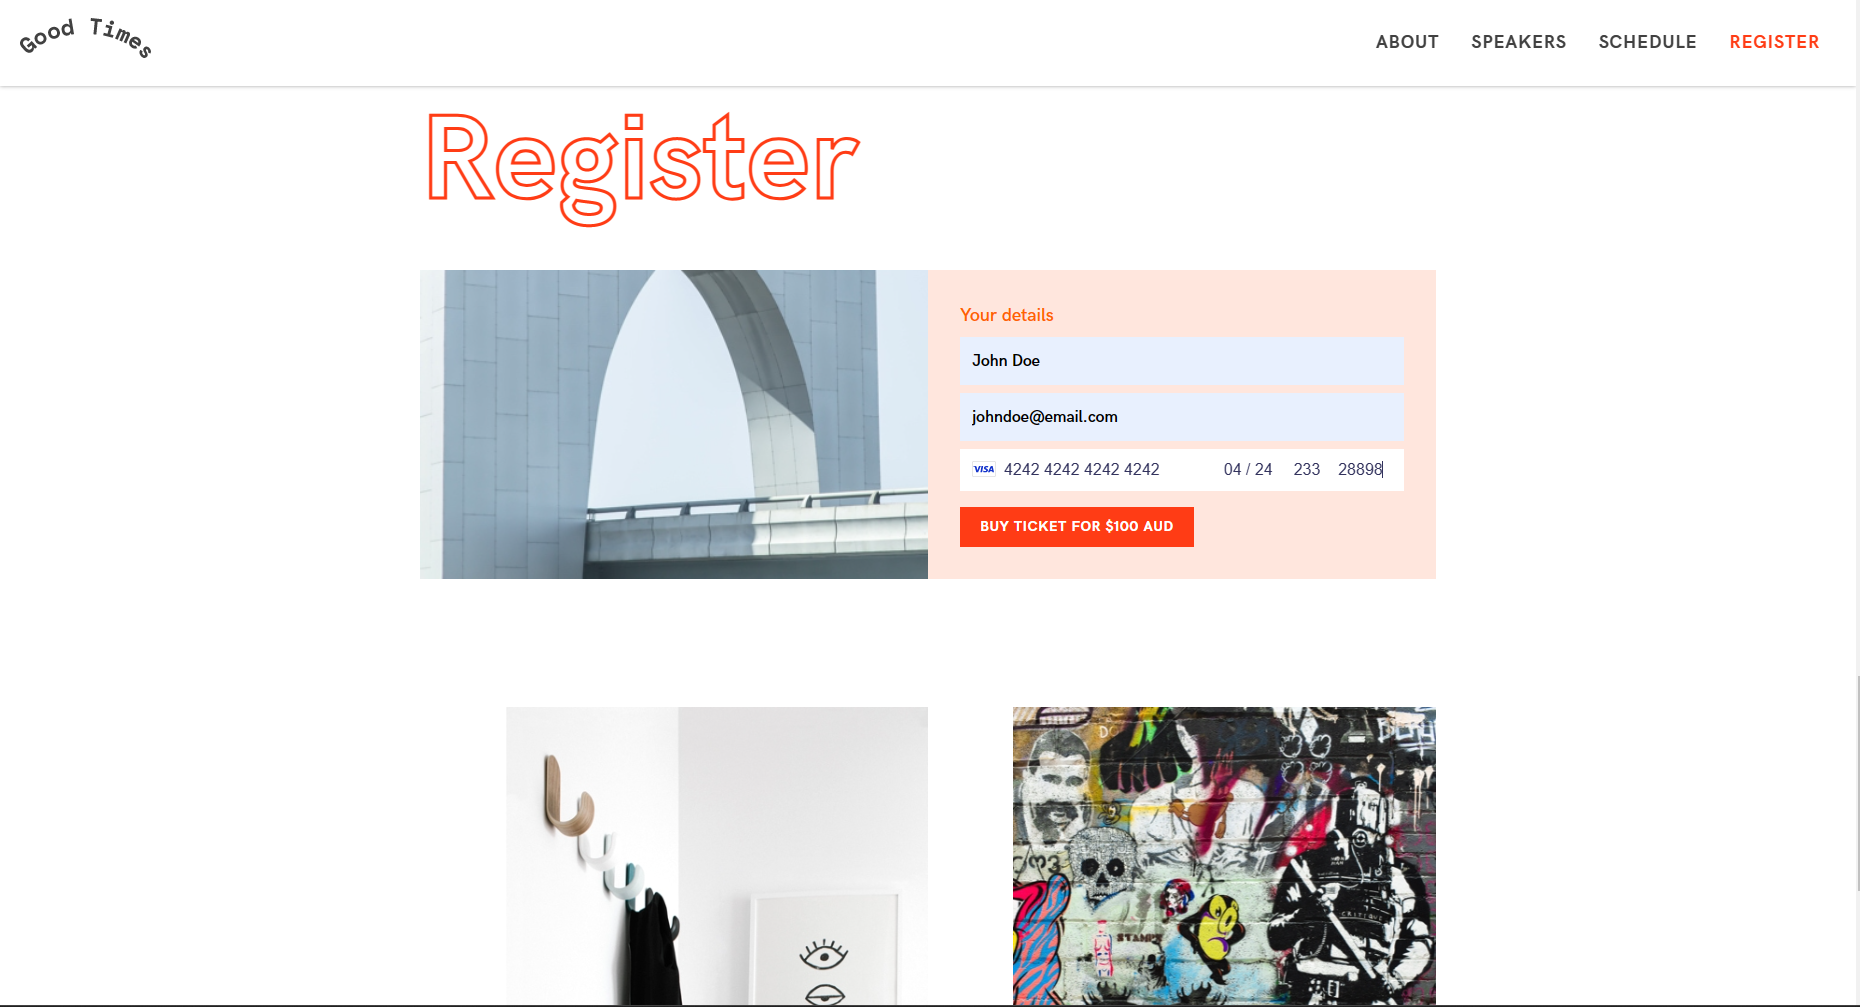 Good Times
ABOUT SPEAKERS SCHEDULE REGISTER
Register
Your details
John Doe
johndoe@email.com
VISA 4242 4242 4242 4242 04 / 24 233 28898
BUY TICKET FOR $100 AUD
CRITIQUE